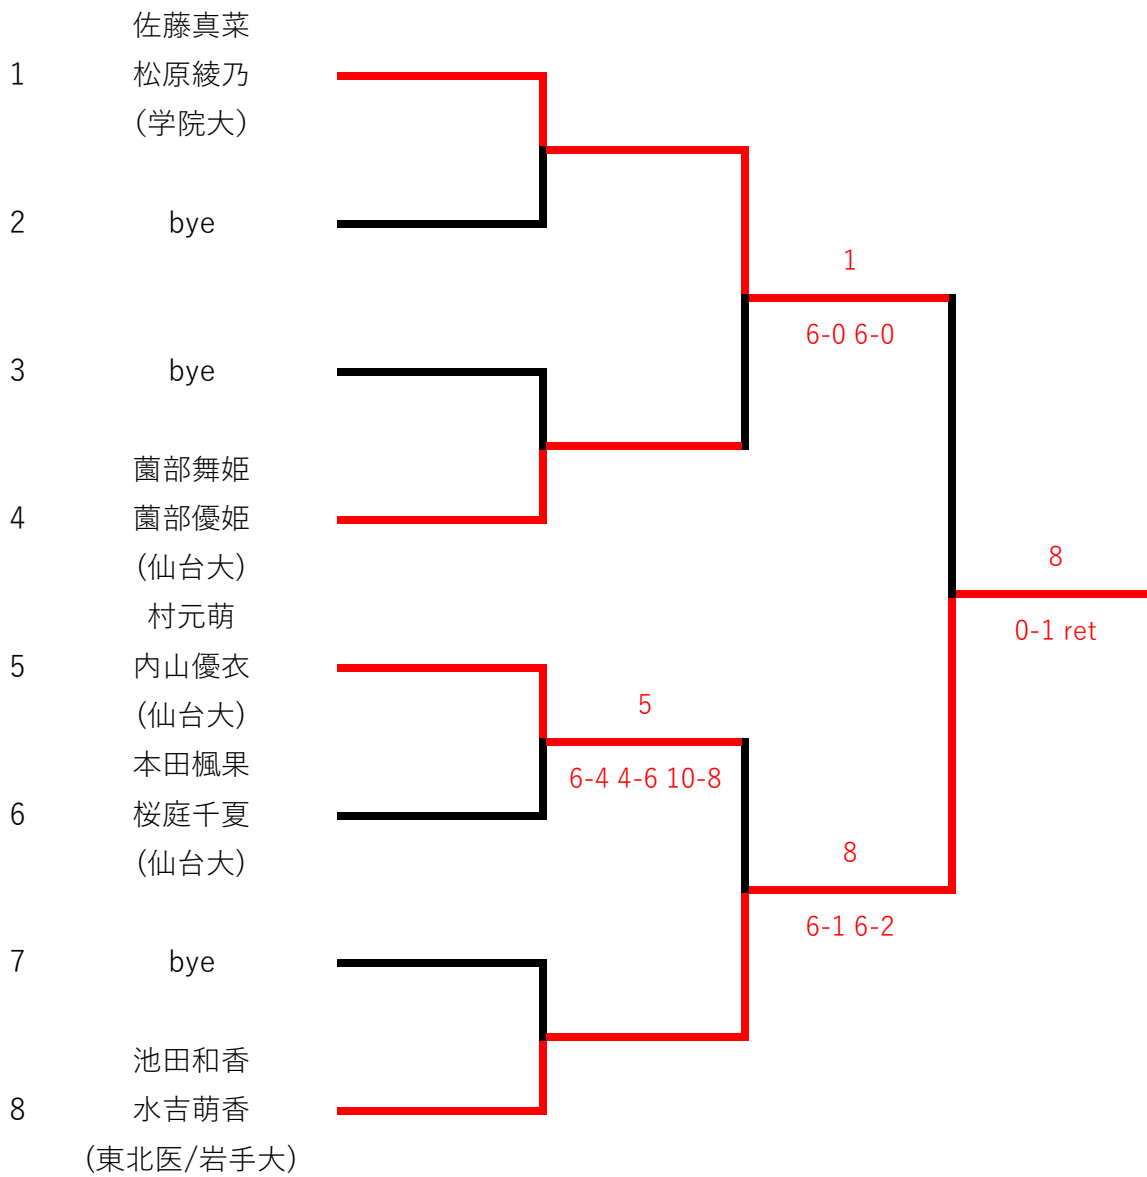 佐藤真菜
1 松原綾乃
(学院大)
2 bye
1
6-0 6-0
3 bye
薗部舞姫
4 薗部優姫
(仙台大)
8
0-1 ret
村元萌
5 内山優衣
(仙台大)
5
6-4 4-6 10-8
本田楓果
6 桜庭千夏
(仙台大)
8
6-1 6-2
7 bye
池田和香
8 水吉萌香
(東北医/岩手大)